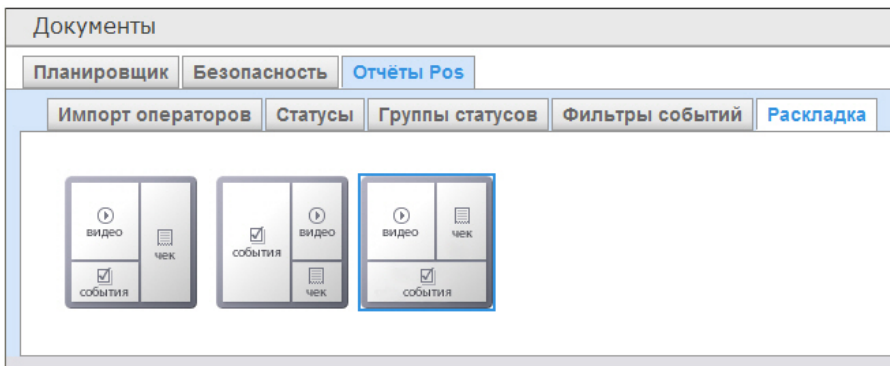 Документы
Планировщик Безопасность Отчёты Pos
Импорт операторов Статусы Группы статусов Фильтры событий Раскладка
видео чек события
события видео чек
видео чек события